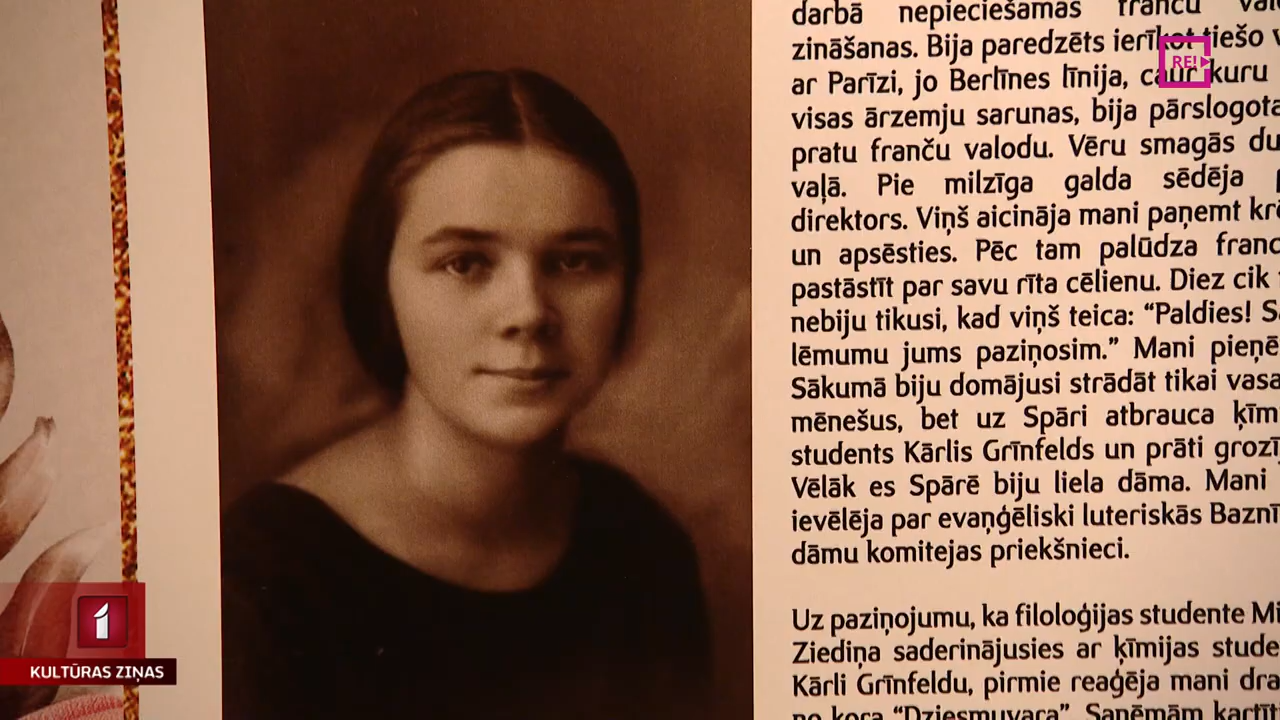 darbā nepieciešamās franču
zināšanas. Bija paredzēts ierīkot tiešo
ar Parīzi, jo Berlīnes līnija, caur kuru
visas ārzemju sarunas, bija pārslogota
pratu franču valodu. Vēru smagās du
vaļā. Pie milzīga galda sēdēja
direktors. Viņš aicināja mani paņemt krē
un apsēsties. Pēc tam palūdza franc
pastāstīt par savu rīta cēlienu. Diez cik
nebiju tikusi, kad viņš teica: “Paldies! S
lēmumu jums paziņosim.” Mani pieņē
Sākumā biju domājusi strādāt tikai vasa
mēnešus, bet uz Spāri atbrauca ķīm
students Kārlis Grīnfelds un prāti grozīj
Vēlāk es Spārē biju liela dāma. Mani
ievēlēja par evaņģēliski luteriskās Baznī
dāmu komitejas priekšnieci.
Uz paziņojumu, ka filoloģijas studente Mi
Ziediņa saderinājusies ar ķīmijas stude
Kārli Grīnfeldu, pirmie reaģēja mani dra
no kora “Dziesmuvara”. Saņēmām
RE!
1
KULTŪRAS ZIŅAS